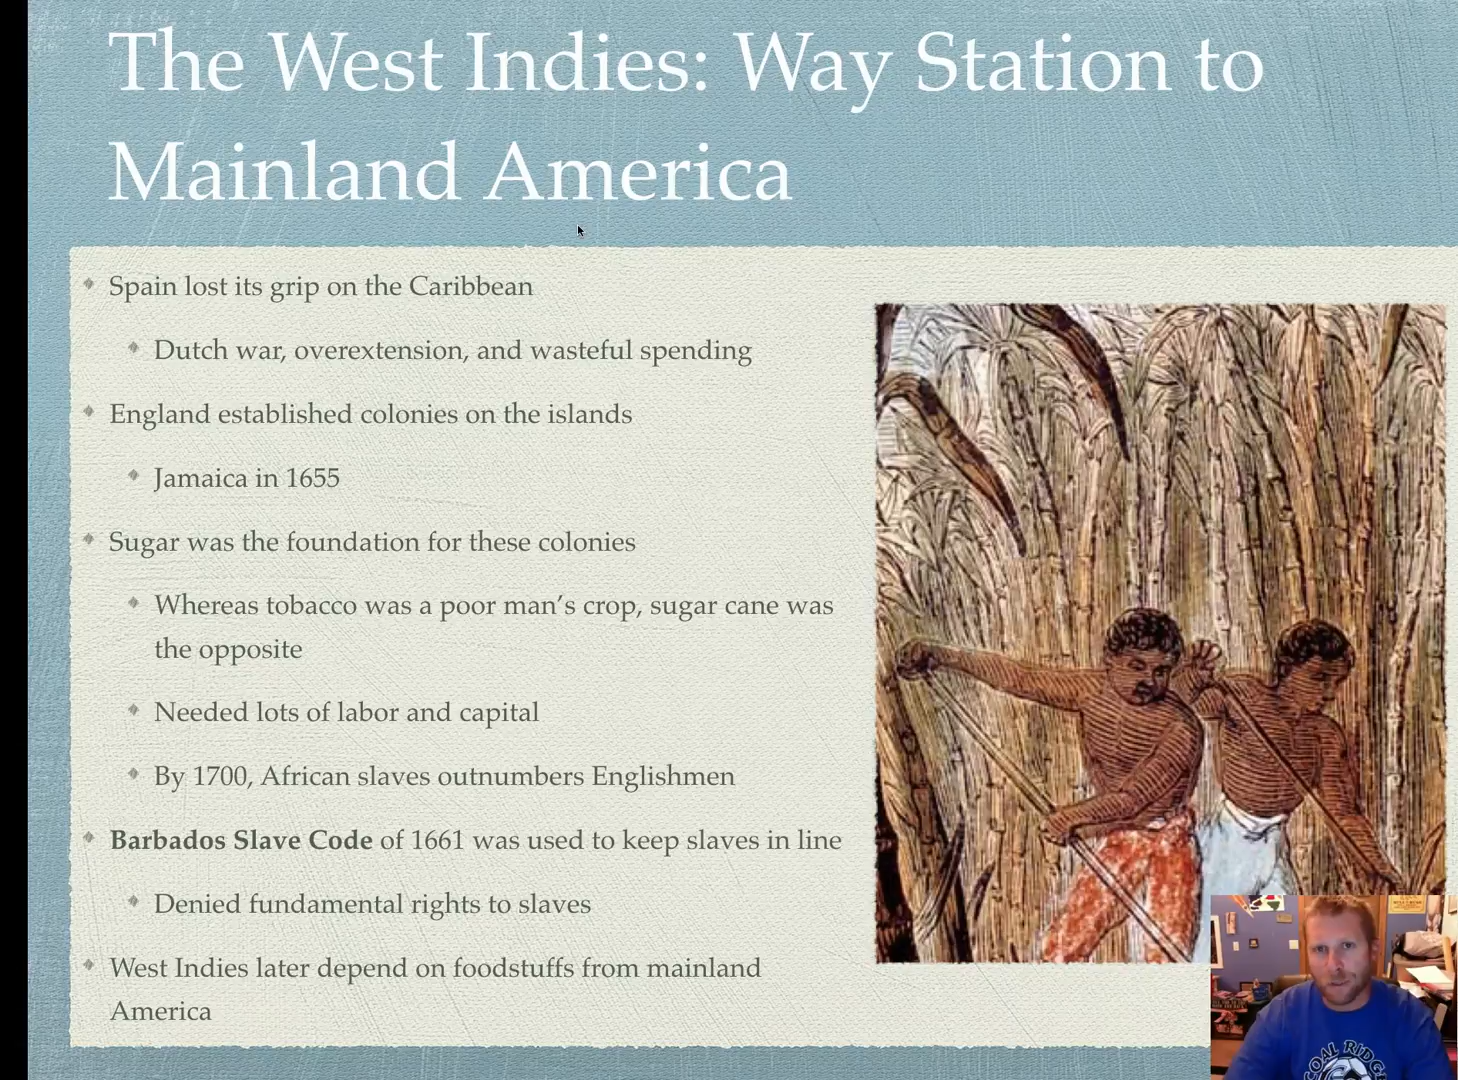 The West Indies: Way Station to
Mainland America
Spain lost its grip on the Caribbean
Dutch war, overextension, and wasteful spending
England established colonies on the islands
Jamaica in 1655
Sugar was the foundation for these colonies
Whereas tobacco was a poor man's crop, sugar cane was
the opposite
Needed lots of labor and capital
By 1700, African slaves outnumbers Englishmen
Barbados Slave Code of 1661 was used to keep slaves in line
Denied fundamental rights to slaves
West Indies later depend on foodstuffs from mainland
America